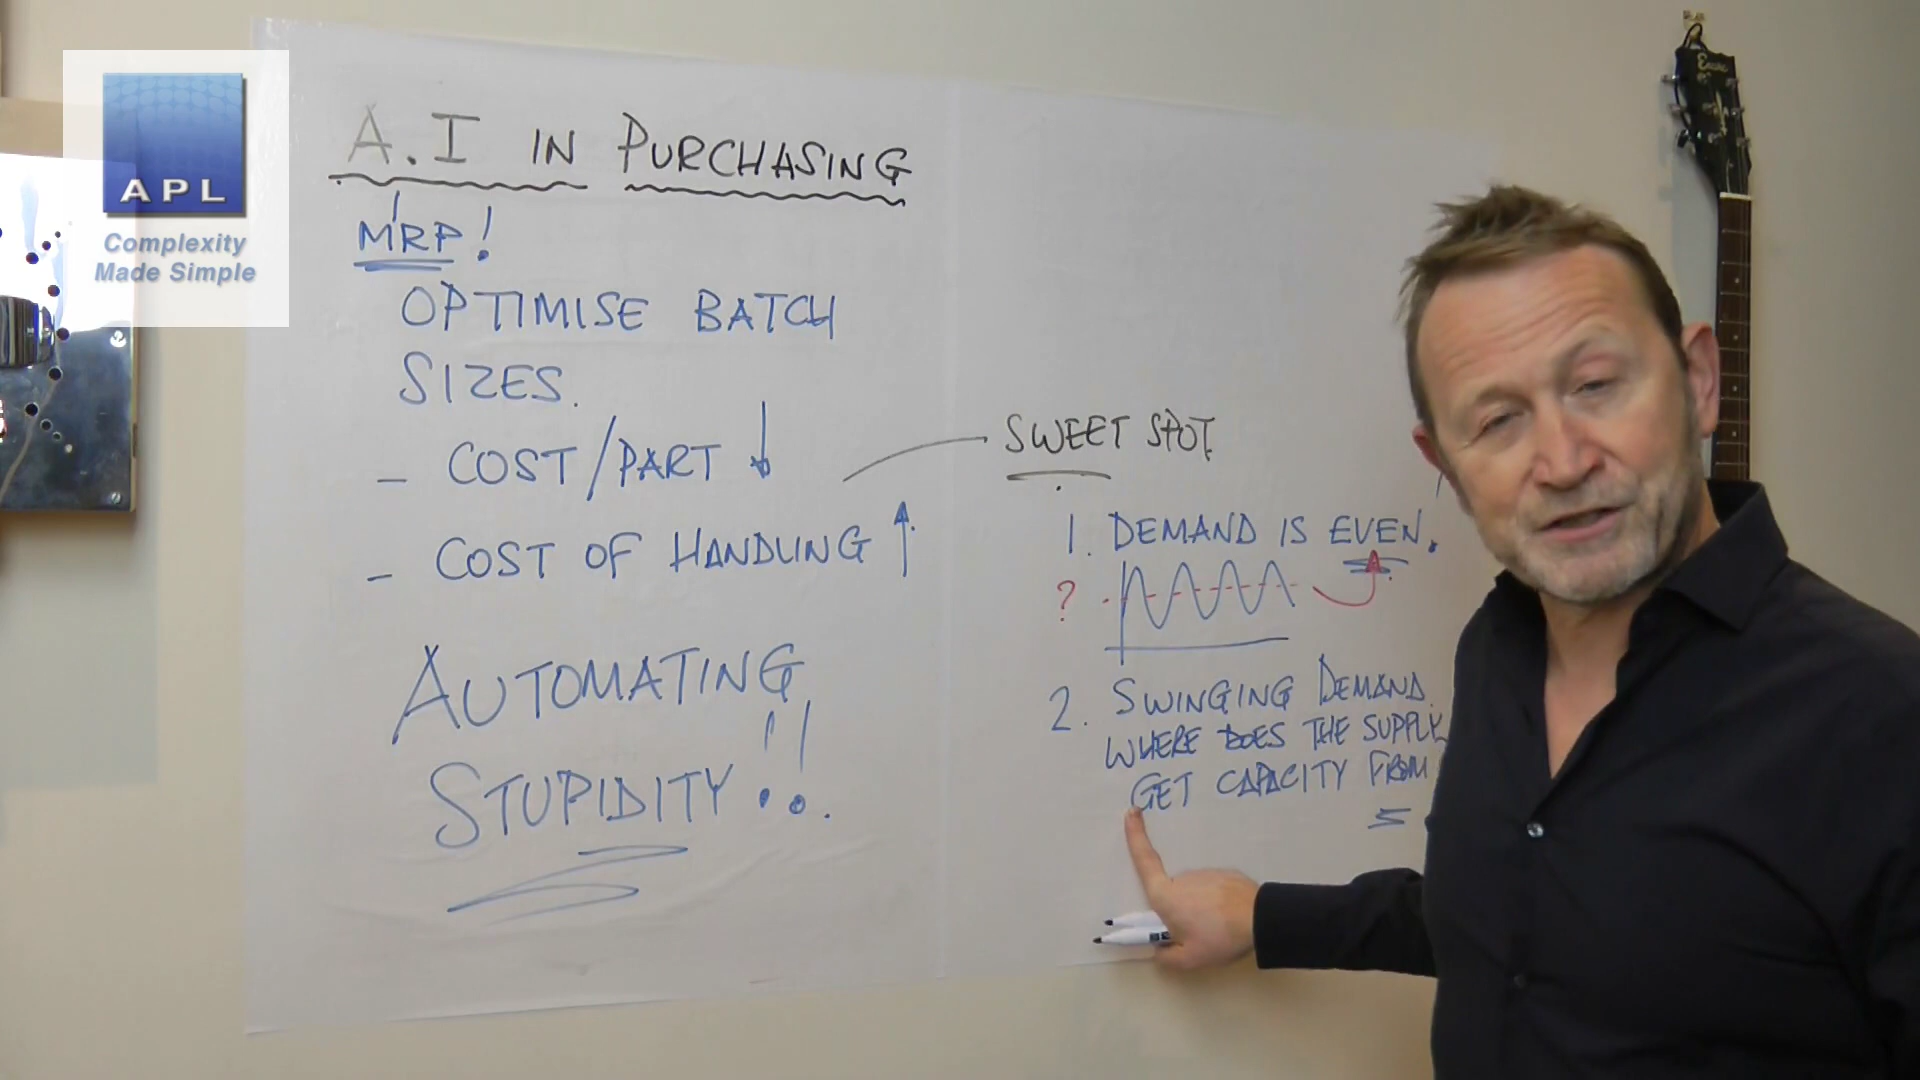 APL
Complexity
Made Simple
A.I IN PURCHASING
MRP!
OPTIMISE BATCH
SIZES.
- COST/PART ↓
- COST OF HANDLING ↑
AUTOMATING
STUPIDITY!!.
SWEET SPOT.
1. DEMAND IS EVEN.
?
2. SWINGING DEMAND.
WHERE DOES THE SUPPLY
GET CAPACITY FROM